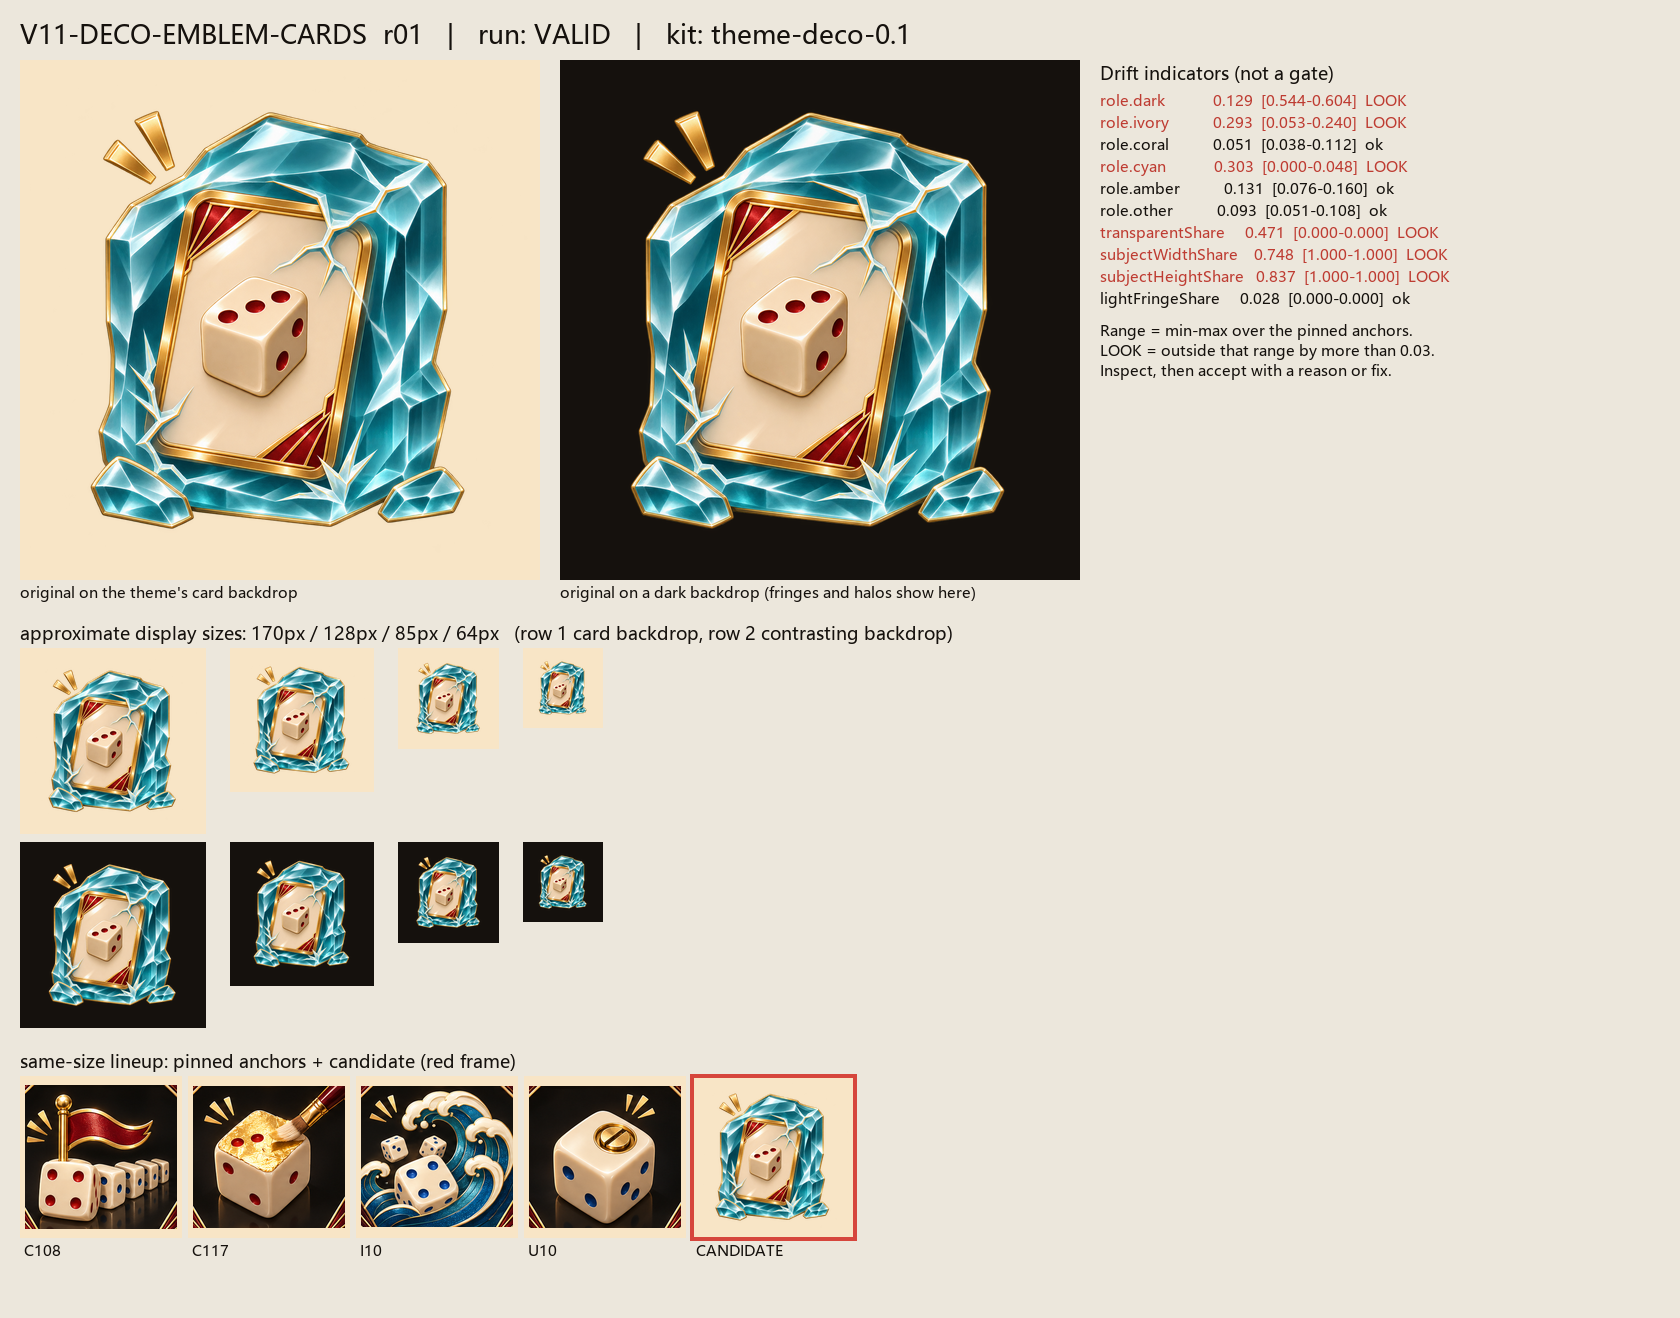 V11-DECO-EMBLEM-CARDS r01 | run: VALID | kit: theme-deco-0.1
Drift indicators (not a gate)
role.dark 0.129 [0.544-0.604] LOOK
role.ivory 0.293 [0.053-0.240] LOOK
role.coral 0.051 [0.038-0.112] ok
role.cyan 0.303 [0.000-0.048] LOOK
role.amber 0.131 [0.076-0.160] ok
role.other 0.093 [0.051-0.108] ok
transparentShare 0.471 [0.000-0.000] LOOK
subjectWidthShare 0.748 [1.000-1.000] LOOK
subjectHeightShare 0.837 [1.000-1.000] LOOK
lightFringeShare 0.028 [0.000-0.000] ok
Range = min-max over the pinned anchors.
LOOK = outside that range by more than 0.03.
Inspect, then accept with a reason or fix.
original on the theme's card backdrop
original on a dark backdrop (fringes and halos show here)
approximate display sizes: 170px / 128px / 85px / 64px (row 1 card backdrop, row 2 contrasting backdrop)
same-size lineup: pinned anchors + candidate (red frame)
C108
C117
I10
U10
CANDIDATE